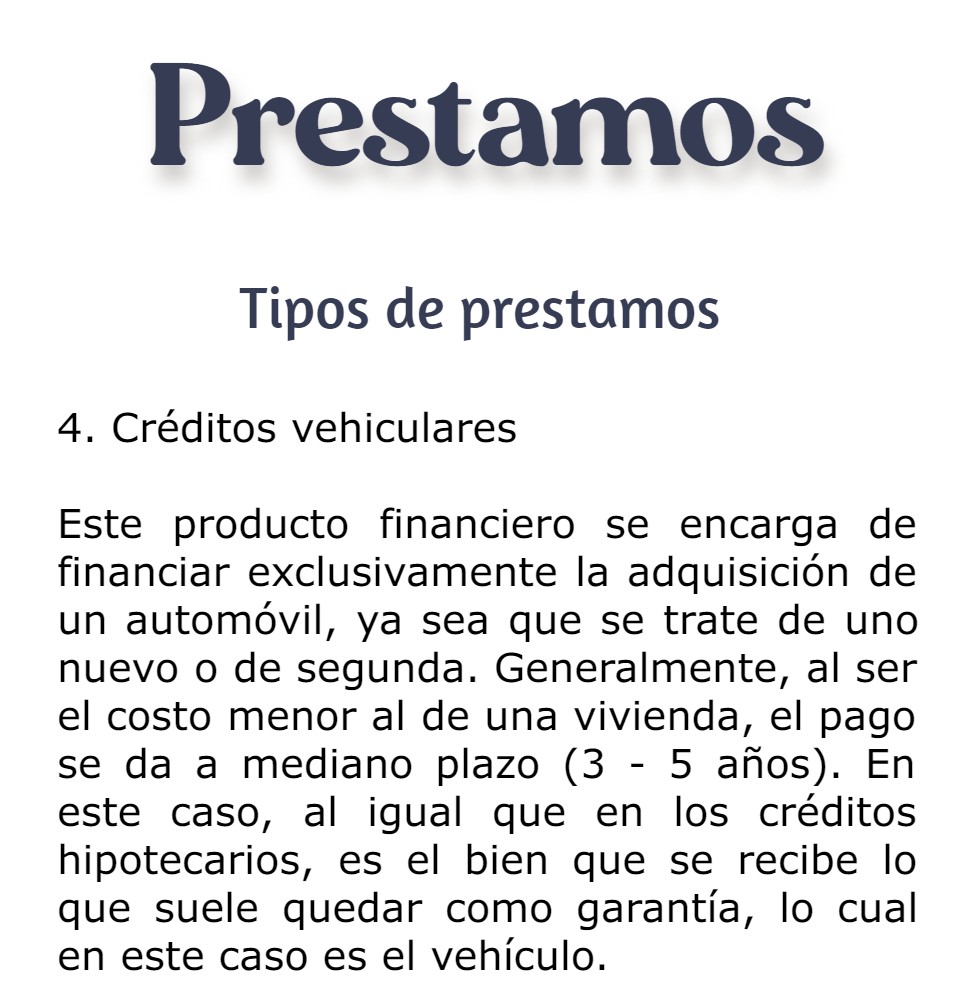 Prestamos
Tipos de prestamos
4. Créditos vehiculares
Este producto financiero se encarga de
financiar exclusivamente la adquisición de
un automóvil, ya sea que se trate de uno
nuevo o de segunda. Generalmente, al ser
el costo menor al de una vivienda, el pago
se da a mediano plazo (3 - 5 años). En
este caso, al igual que en los créditos
hipotecarios, es el bien que se recibe lo
que suele quedar como garantía, lo cual
en este caso es el vehículo.